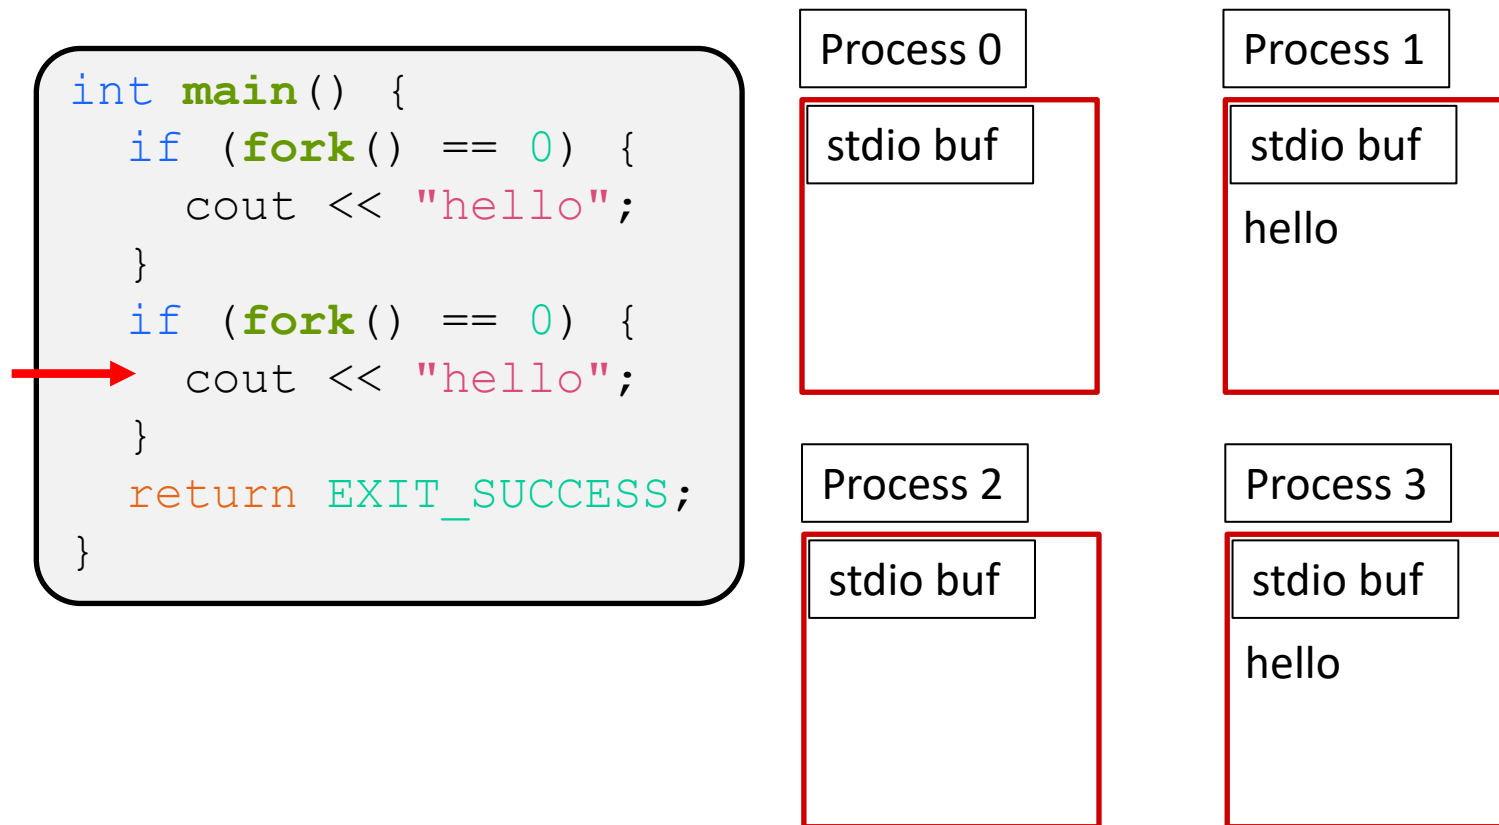 int main() {
  if (fork() == 0) {
    cout << "hello";
  }
  if (fork() == 0) {
    cout << "hello";
  }
  return EXIT_SUCCESS;
}
Process 0
stdio buf
Process 1
stdio buf
hello
Process 2
stdio buf
Process 3
stdio buf
hello